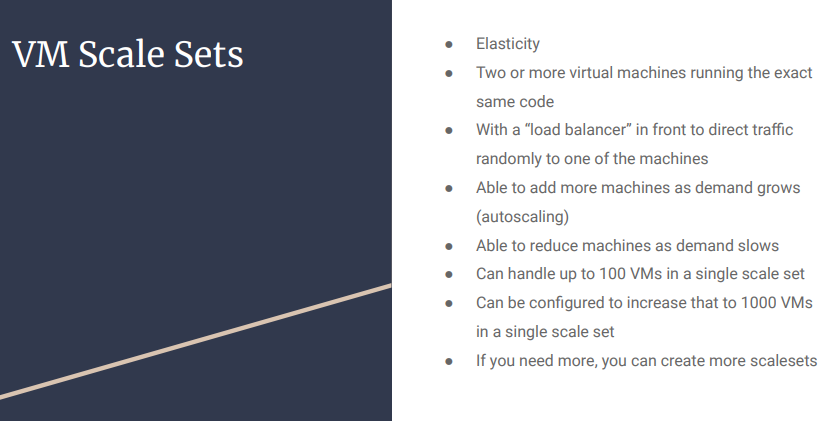 VM Scale Sets
● Elasticity
● Two or more virtual machines running the exact
same code
● With a “load balancer” in front to direct traffic
randomly to one of the machines
● Able to add more machines as demand grows
(autoscaling)
● Able to reduce machines as demand slows
● Can handle up to 100 VMs in a single scale set
● Can be configured to increase that to 1000 VMs
in a single scale set
● If you need more, you can create more scalesets